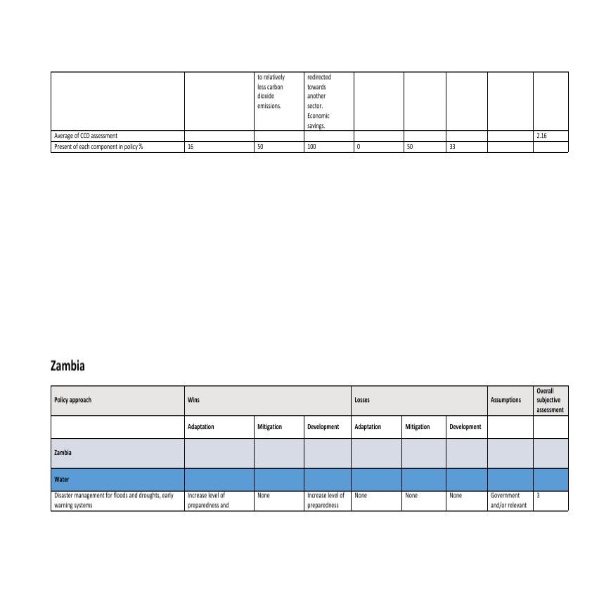 to relatively redirected
less carbon towards
dioxide another
emissions. sector.
Economic
savings.
Average of CCD assessment 2.16
Present of each component in policy % 16 50 100 0 50 33
Zambia
Policy approach Wins Losses Assumptions Overall subjective assessment
Adaptation Mitigation Development Adaptation Mitigation Development
Zambia
Water
Disaster management for floods and droughts, early Increase level of None Increase level of None None None Government 3
warning systems preparedness and preparedness and/or relevant